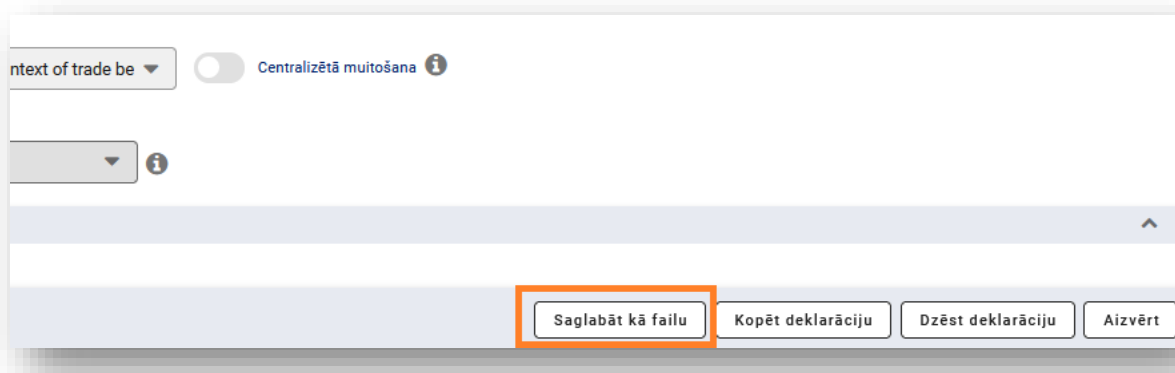 ntext of trade be
Centralizētā muitošana
Saglabāt kā failu
Kopēt deklarāciju
Dzēst deklarāciju
Aizvērt